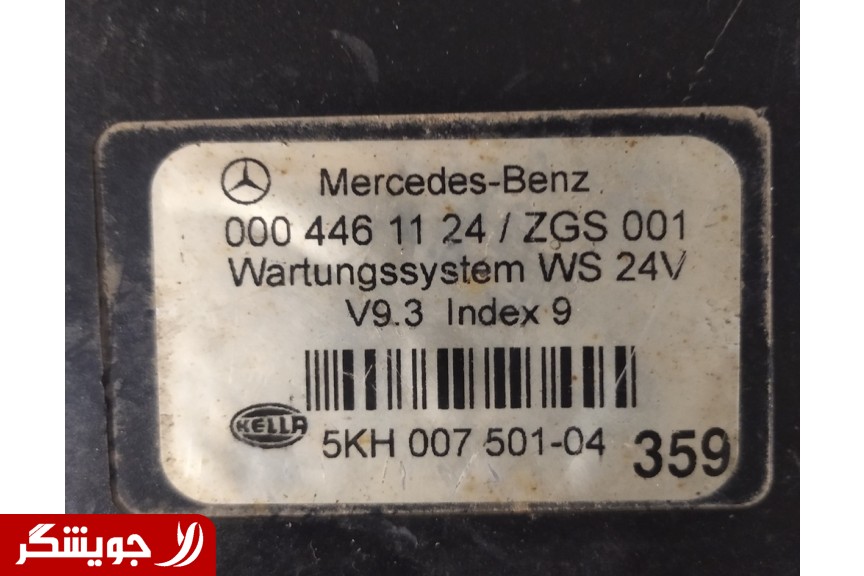 Mercedes-Benz
000 446 11 24 / ZGS 001
Wartungssystem WS 24V
V9.3 Index 9
HELLA
5KH 007 501-04
359
جویشگر